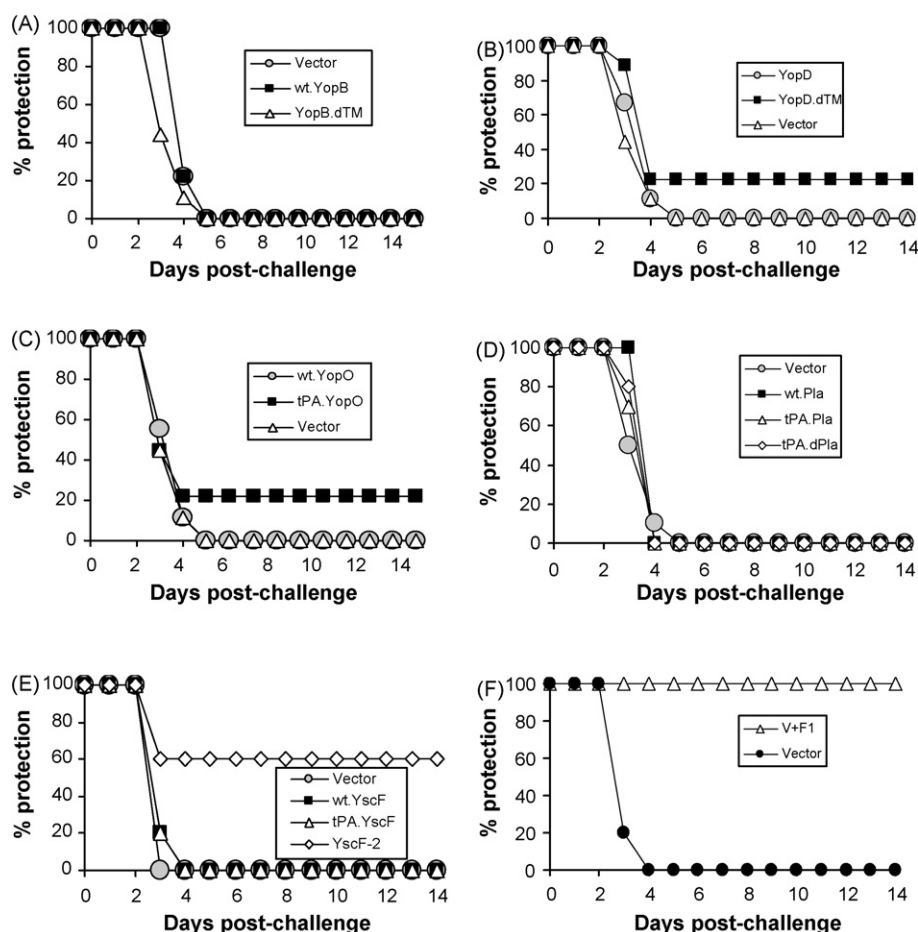 (A)
% protection
100
80
60
40
20
0
0 2 4 6 8 10 12 14
Days post-challenge
Vector
wt.YopB
YopB.dTM
(B)
% protection
100
80
60
40
20
0
0 2 4 6 8 10 12 14
Days post-challenge
YopD
YopD.dTM
Vector
(C)
% protection
100
80
60
40
20
0
0 2 4 6 8 10 12 14
Days post-challenge
wt.YopO
tPA.YopO
Vector
(D)
% protection
100
80
60
40
20
0
0 2 4 6 8 10 12 14
Days post-challenge
Vector
wt.Pla
tPA.Pla
tPA.dPla
(E)
% protection
100
80
60
40
20
0
0 2 4 6 8 10 12 14
Days post-challenge
Vector
wt.YscF
tPA.YscF
YscF-2
(F)
% protection
100
80
60
40
20
0
0 2 4 6 8 10 12 14
Days post-challenge
V+F1
Vector